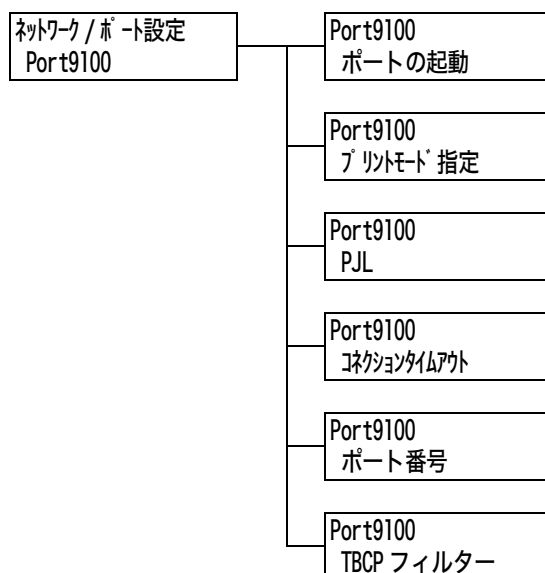 ﾈｯﾄﾜｰｸ / ﾎﾟｰﾄ設定
Port9100
Port9100
ポートの起動
Port9100
ﾌﾟﾘﾝﾄﾓｰﾄﾞ指定
Port9100
PJL
Port9100
ｺﾈｸｼｮﾝﾀｲﾑｱｳﾄ
Port9100
ポート番号
Port9100
TBCP フィルター